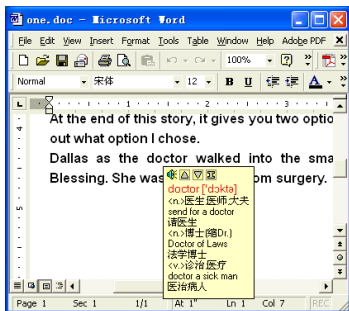 one.doc - Microsoft Word
File Edit View Insert Format Tools Table Window Help Adobe PDF
100%
Normal 宋体 12 B U A
1 2 3
At the end of this story, it gives you two optio
out what option I chose.
Dallas as the doctor walked into the sma
Blessing. She was om surgery.
doctor ['dɔktə]
<n.>医生;医师;大夫
send for a doctor
请医生
<n.>博士(缩Dr.)
Doctor of Laws
法学博士
<v.>诊治;医疗
doctor a sick man
医治病人
Page 1 Sec 1 1/1 At 1" Ln 1 Col 7 REC